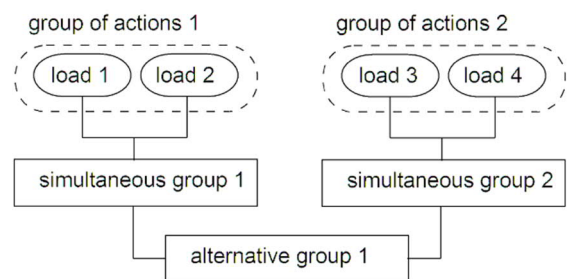 group of actions 1
group of actions 2
load 1
load 2
load 3
load 4
simultaneous group 1
simultaneous group 2
alternative group 1